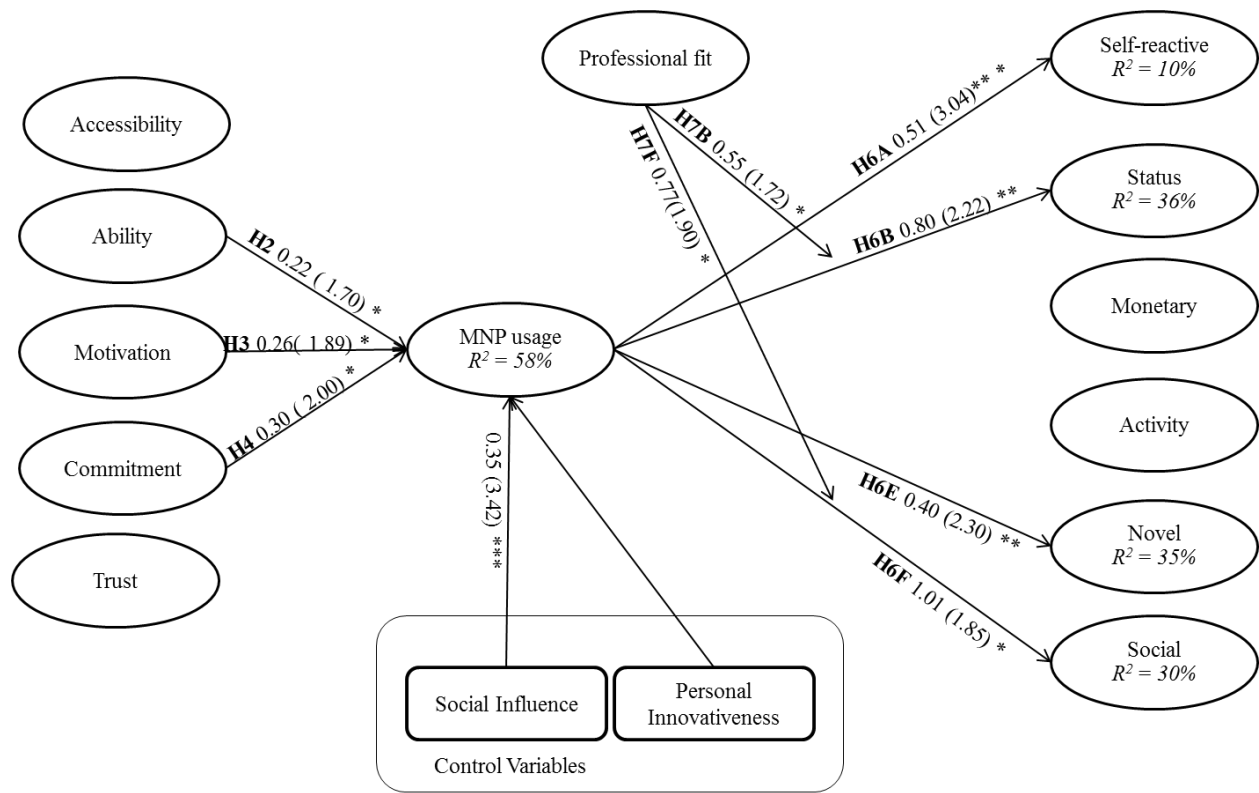 Professional fit
Self-reactive
R² = 10%
Accessibility
H7B 0.55 (1.72) *
H7F 0.77(1.90) *
H6A 0.51 (3.04)** *
Ability
Status
R² = 36%
H2 0.22 ( 1.70) *
H6B 0.80 (2.22) **
Monetary
Motivation
H3 0.26( 1.89) *
MNP usage
R² = 58%
H4 0.30 ( 2.00) *
Activity
Commitment
0.35 (3.42) ***
H6E 0.40 (2.30) **
Novel
R² = 35%
Trust
H6F 1.01 (1.85) *
Social
R² = 30%
Social Influence
Personal
Innovativeness
Control Variables